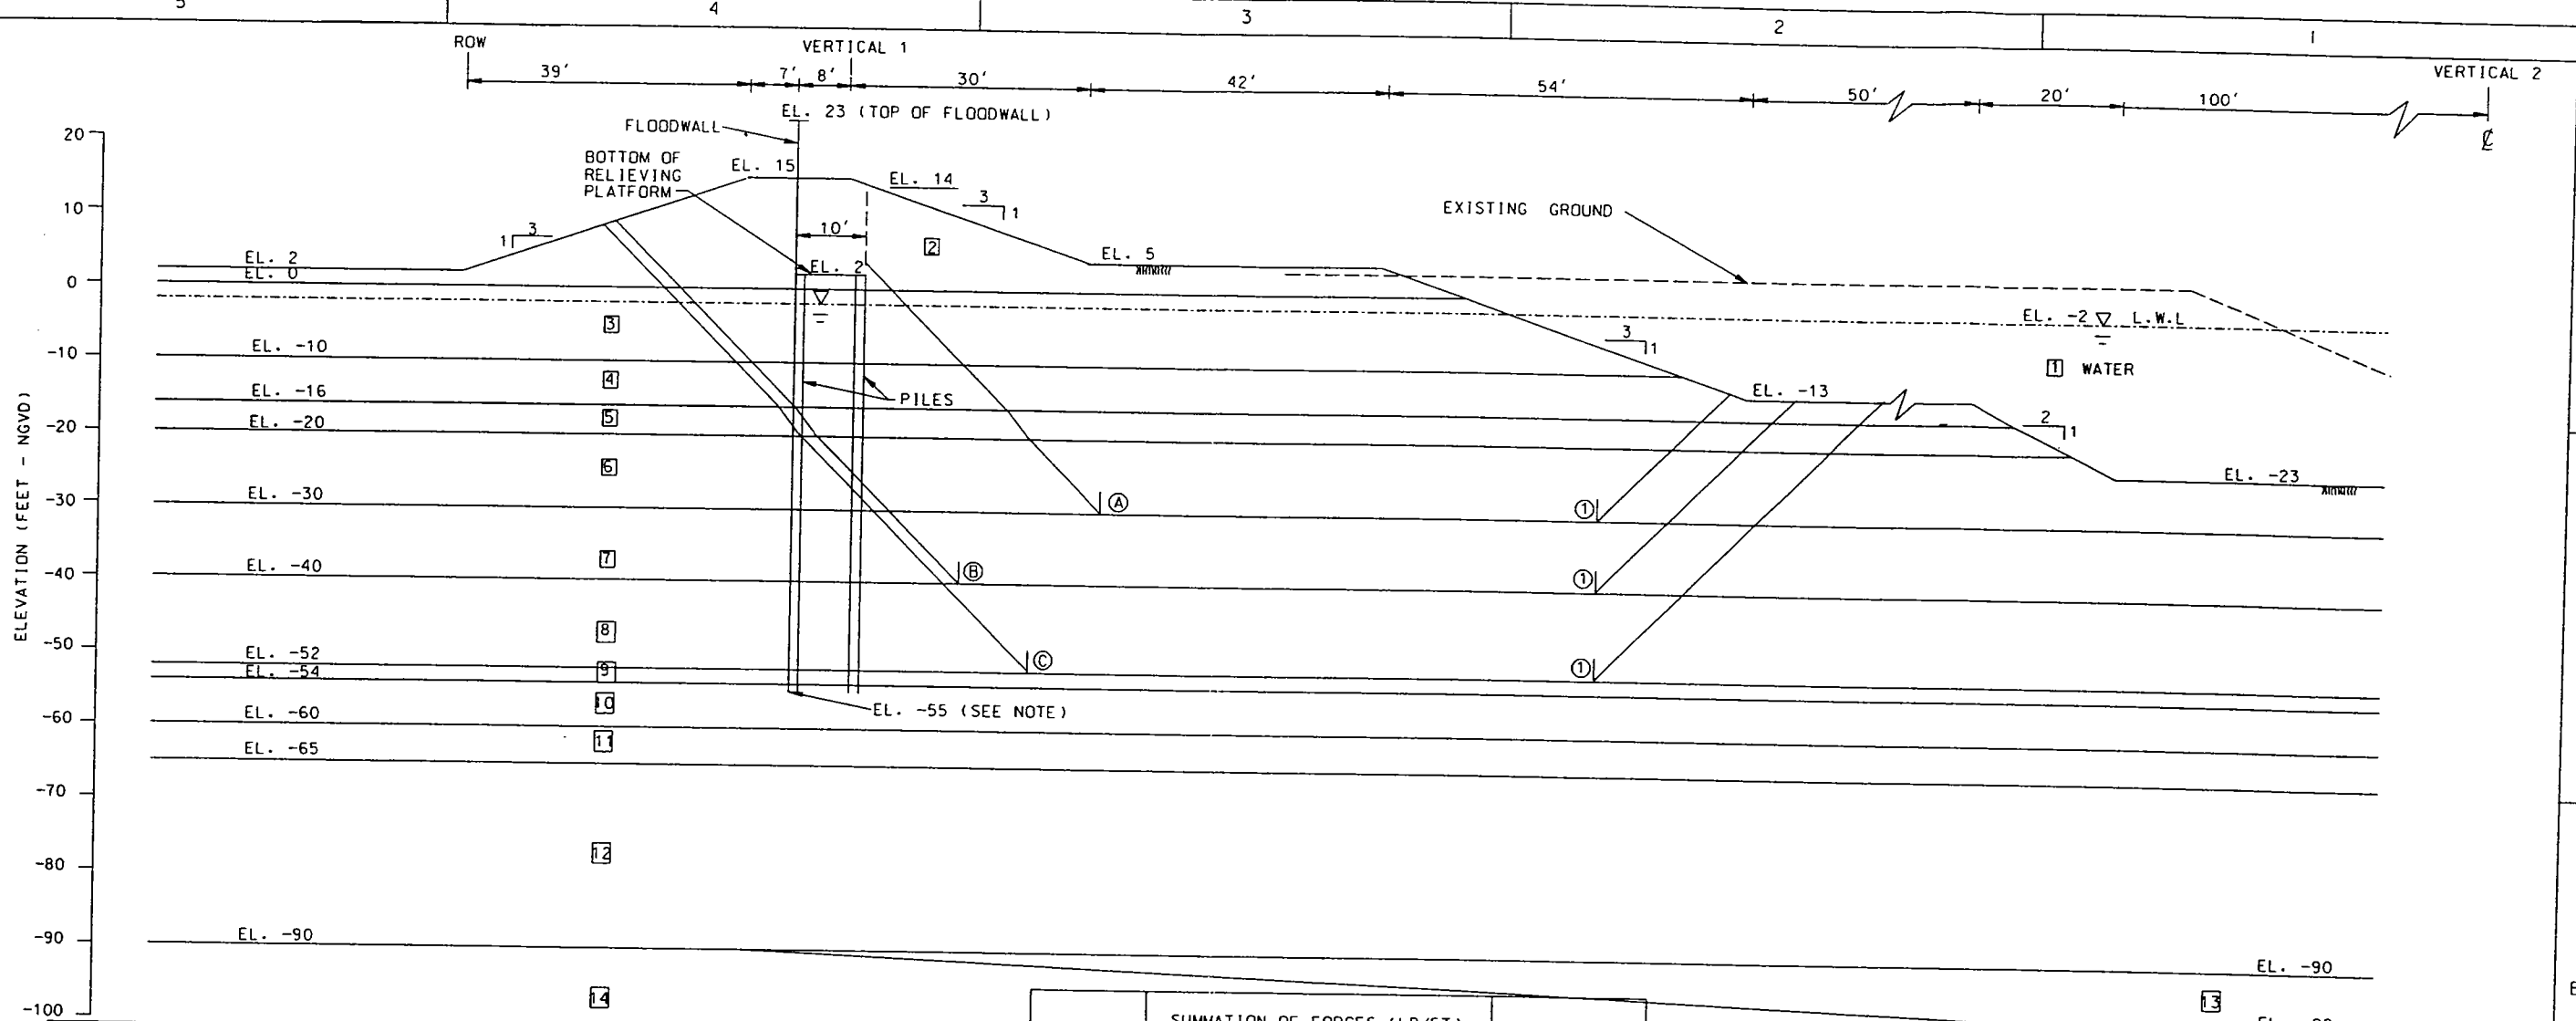 5
4
3
2
1
ROW
VERTICAL 1
VERTICAL 2
39'
7'
8'
30'
42'
54'
50'
20'
100'
℄
EL. 23 (TOP OF FLOODWALL)
FLOODWALL
BOTTOM OF
RELIEVING
PLATFORM
EL. 15
EL. 14
3
1
EXISTING GROUND
10'
2
1
3
EL. 5
EL. 2
EL. 2
EL. 0
EL. -2
L.W.L
3
3
1
1 WATER
EL. -10
4
EL. -13
EL. -16
PILES
5
2
1
EL. -20
6
EL. -23
EL. -30
A
1
7
EL. -40
B
1
8
EL. -52
C
1
9
EL. -54
10
EL. -55 (SEE NOTE)
EL. -60
11
EL. -65
12
EL. -90
EL. -90
14
13
SUMMATION OF FORCES (LB/FT)
ELEVATION (FEET - NGVD)
20
10
0
-10
-20
-30
-40
-50
-60
-70
-80
-90
-100